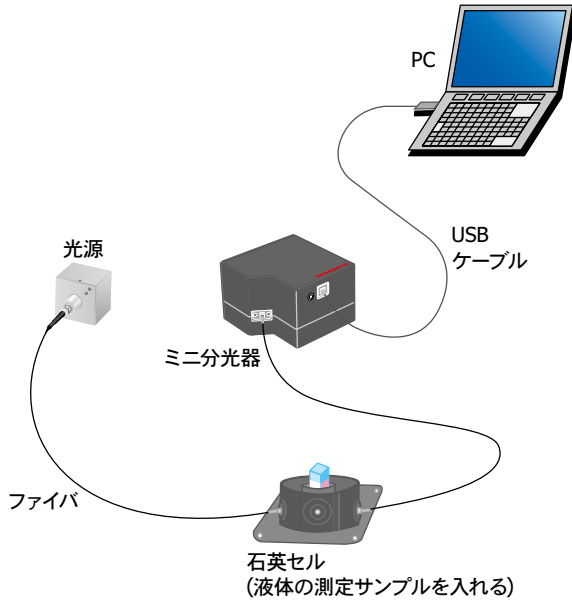 PC
USB
ケーブル
光源
ミニ分光器
ファイバ
石英セル
(液体の測定サンプルを入れる)